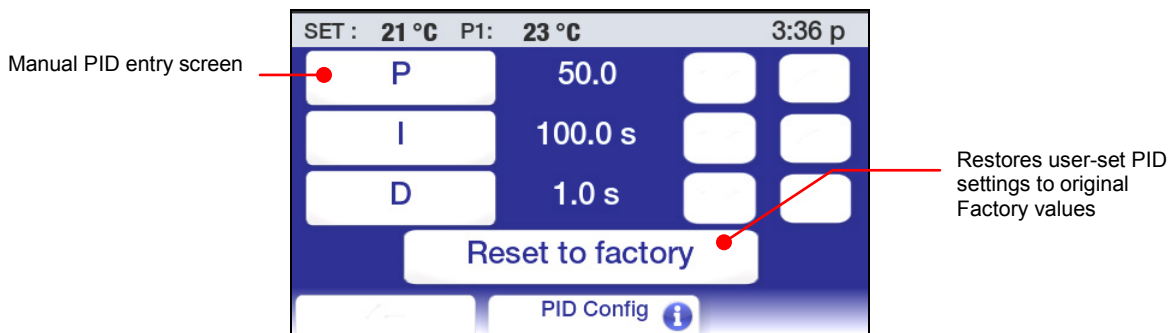 SET : 21 °C P1: 23 °C 3:36 p
Manual PID entry screen
P 50.0
I 100.0 s
D 1.0 s
Reset to factory
PID Config i
Restores user-set PID
settings to original
Factory values